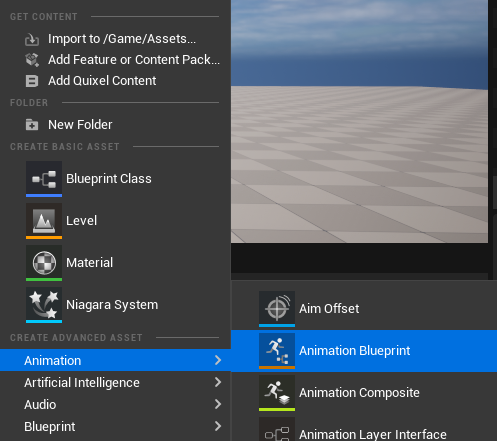 GET CONTENT
Import to /Game/Assets...
Add Feature or Content Pack...
Add Quixel Content
FOLDER
New Folder
CREATE BASIC ASSET
Blueprint Class
Level
Material
Niagara System
CREATE ADVANCED ASSET
Animation
Artificial Intelligence
Audio
Blueprint
Aim Offset
Animation Blueprint
Animation Composite
Animation Layer Interface